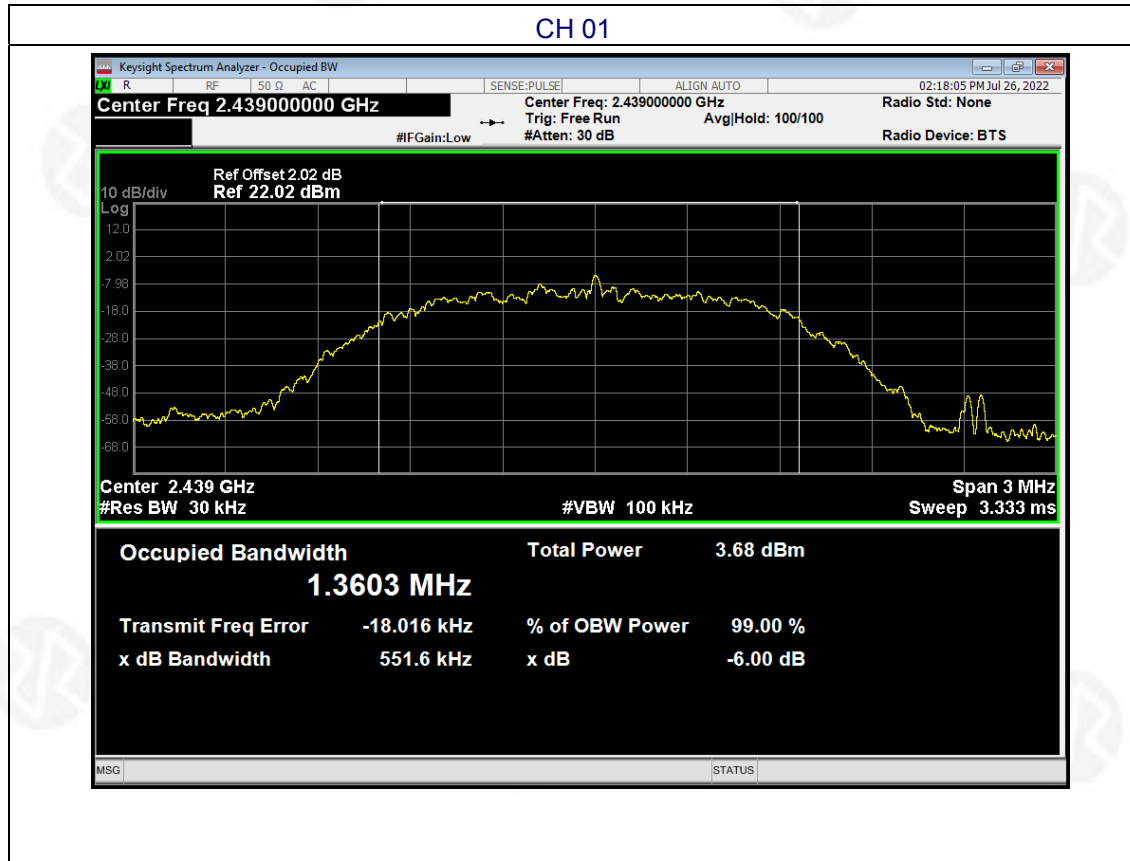 CH 01
Keysight Spectrum Analyzer - Occupied BW
LXI R RF 50 Ω AC SENSE:PULSE ALIGN AUTO 02:18:05 PM Jul 26, 2022
Center Freq 2.439000000 GHz Center Freq: 2.439000000 GHz Radio Std: None
Trig: Free Run Avg|Hold: 100/100
#IFGain:Low #Atten: 30 dB Radio Device: BTS
Ref Offset 2.02 dB
10 dB/div Ref 22.02 dBm
Log
12.0
2.02
-7.98
-18.0
-28.0
-38.0
-48.0
-58.0
-68.0
Center 2.439 GHz Span 3 MHz
#Res BW 30 kHz #VBW 100 kHz Sweep 3.333 ms
Occupied Bandwidth Total Power 3.68 dBm
1.3603 MHz
Transmit Freq Error -18.016 kHz % of OBW Power 99.00 %
x dB Bandwidth 551.6 kHz x dB -6.00 dB
MSG STATUS